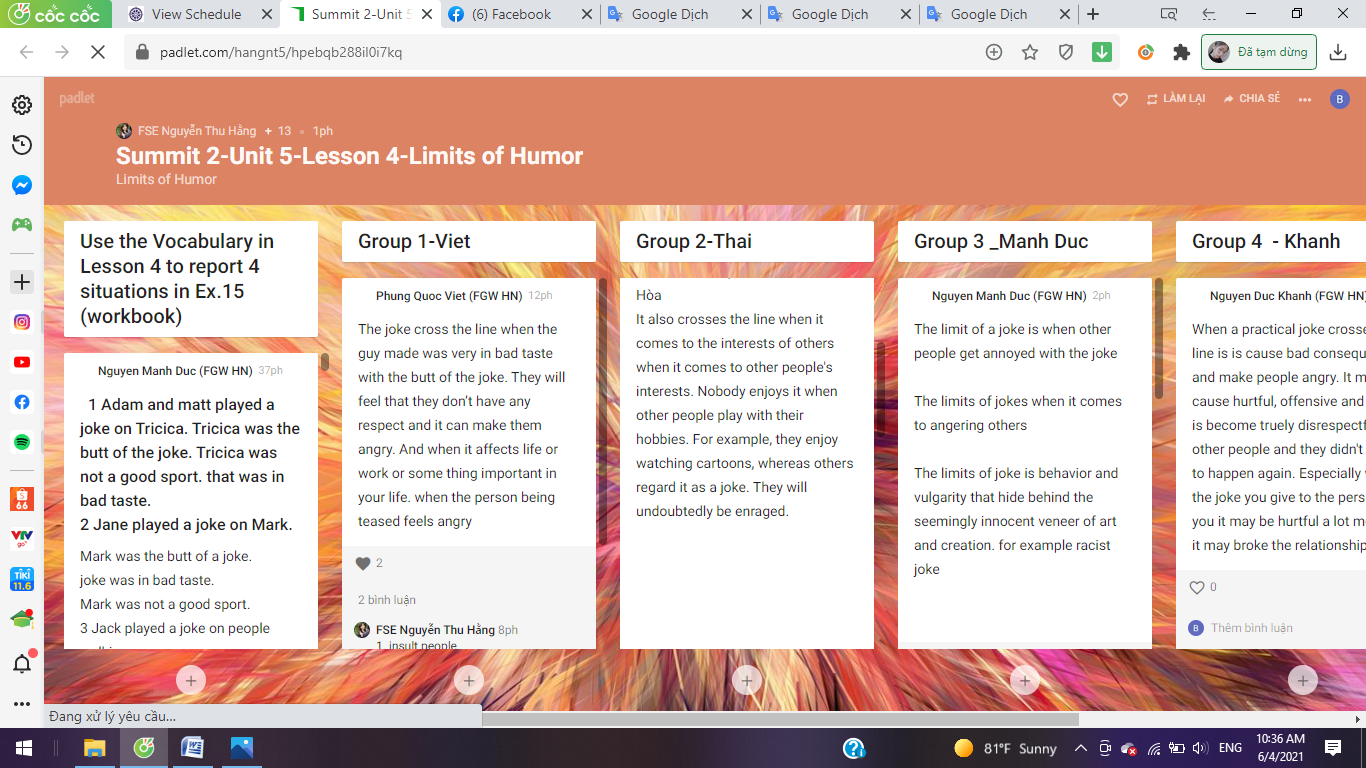 cốc cốc
View Schedule
Summit 2-Unit 5
(6) Facebook
Google Dịch
Google Dịch
Google Dịch
padlet.com/hangnt5/hpebqb288il0i7kq
Đã tạm dừng
padlet
LÀM LẠI
CHIA SẺ
B
FSE Nguyễn Thu Hằng + 13 • 1ph
Summit 2-Unit 5-Lesson 4-Limits of Humor
Limits of Humor
Use the Vocabulary in
Lesson 4 to report 4
situations in Ex.15
(workbook)
Nguyen Manh Duc (FGW HN) 37ph
1 Adam and matt played a
joke on Tricica. Tricica was the
butt of the joke. Tricica was
not a good sport. that was in
bad taste.
2 Jane played a joke on Mark.
Mark was the butt of a joke.
joke was in bad taste.
Mark was not a good sport.
3 Jack played a joke on people
Group 1-Viet
Phung Quoc Viet (FGW HN) 12ph
The joke cross the line when the
guy made was very in bad taste
with the butt of the joke. They will
feel that they don't have any
respect and it can make them
angry. And when it affects life or
work or some thing important in
your life. when the person being
teased feels angry
2
2 bình luận
FSE Nguyễn Thu Hằng 8ph
1. insult people
Group 2-Thai
Hòa
It also crosses the line when it
comes to the interests of others
when it comes to other people's
interests. Nobody enjoys it when
other people play with their
hobbies. For example, they enjoy
watching cartoons, whereas others
regard it as a joke. They will
undoubtedly be enraged.
Group 3 _Manh Duc
Nguyen Manh Duc (FGW HN) 2ph
The limit of a joke is when other
people get annoyed with the joke
The limits of jokes when it comes
to angering others
The limits of joke is behavior and
vulgarity that hide behind the
seemingly innocent veneer of art
and creation. for example racist
joke
Group 4 - Khanh
Nguyen Duc Khanh (FGW HN)
When a practical joke crosse
line is is cause bad consequ
and make people angry. It m
cause hurtful, offensive and
is become truely disrespectf
other people and they didn't
to happen again. Especially
the joke you give to the pers
you it may be hurtful a lot m
it may broke the relationship
0
B
Thêm bình luận
66
VTV
go
TIKI
11.6
Đang xử lý yêu cầu...
81°F Sunny
ENG
10:36 AM
6/4/2021